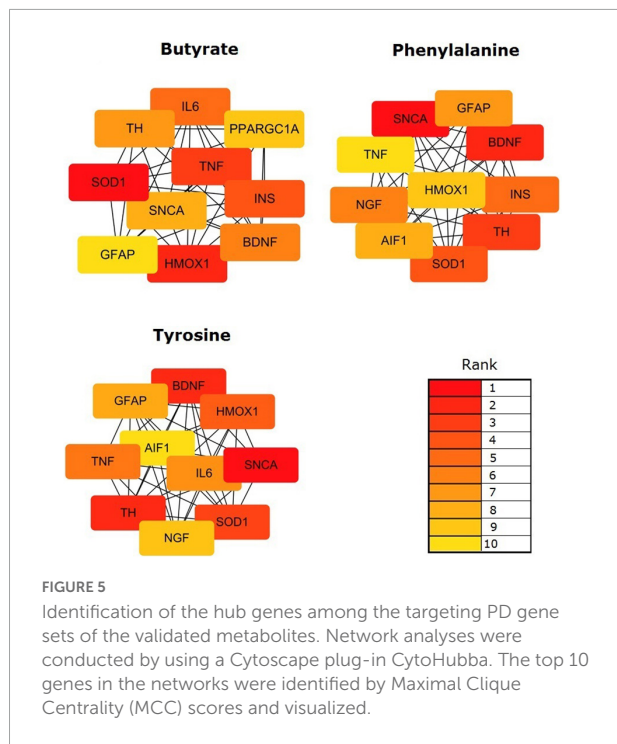 Butyrate
IL6
TH
PPARGC1A
TNF
SOD1
INS
SNCA
BDNF
GFAP
HMOX1
Phenylalanine
GFAP
SNCA
BDNF
TNF
HMOX1
INS
NGF
TH
AIF1
SOD1
Tyrosine
BDNF
GFAP
HMOX1
AIF1
TNF
IL6
SNCA
TH
SOD1
NGF
Rank
1
2
3
4
5
6
7
8
9
10
FIGURE 5
Identification of the hub genes among the targeting PD gene
sets of the validated metabolites. Network analyses were
conducted by using a Cytoscape plug-in CytoHubba. The top 10
genes in the networks were identified by Maximal Clique
Centrality (MCC) scores and visualized.